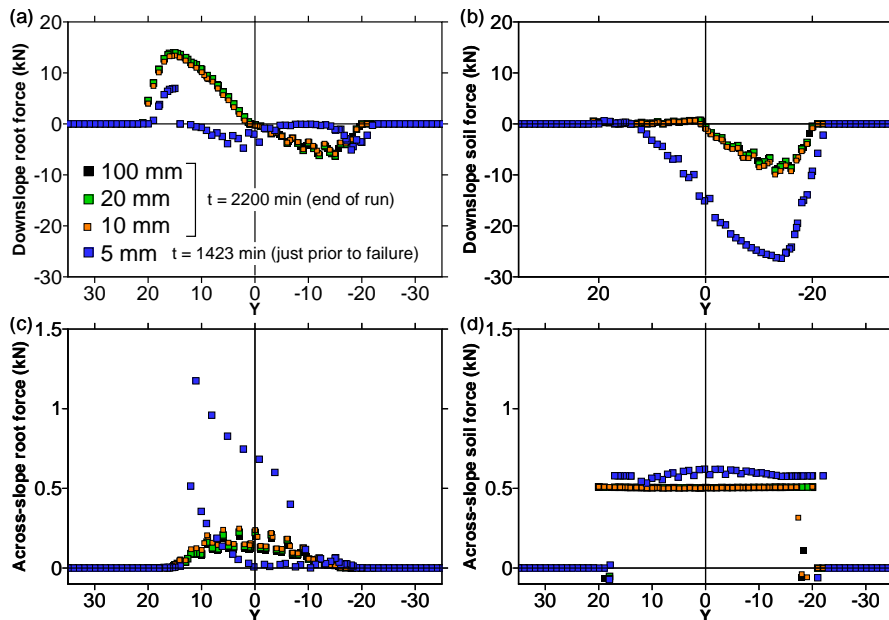 (a)
(b)
Downslope root force (kN)
20
10
0
-10
-20
-30
100 mm
20 mm
10 mm
t = 2200 min (end of run)
5 mm t = 1423 min (just prior to failure)
30 20 10 0 -10 -20 -30
Y
Downslope soil force (kN)
20
10
0
-10
-20
-30
20 0 -20
Y
(c)
(d)
Across-slope root force (kN)
1.5
1
0.5
0
30 20 10 0 -10 -20 -30
Y
Across-slope soil force (kN)
1.5
1
0.5
0
30 20 10 0 -10 -20 -30
Y